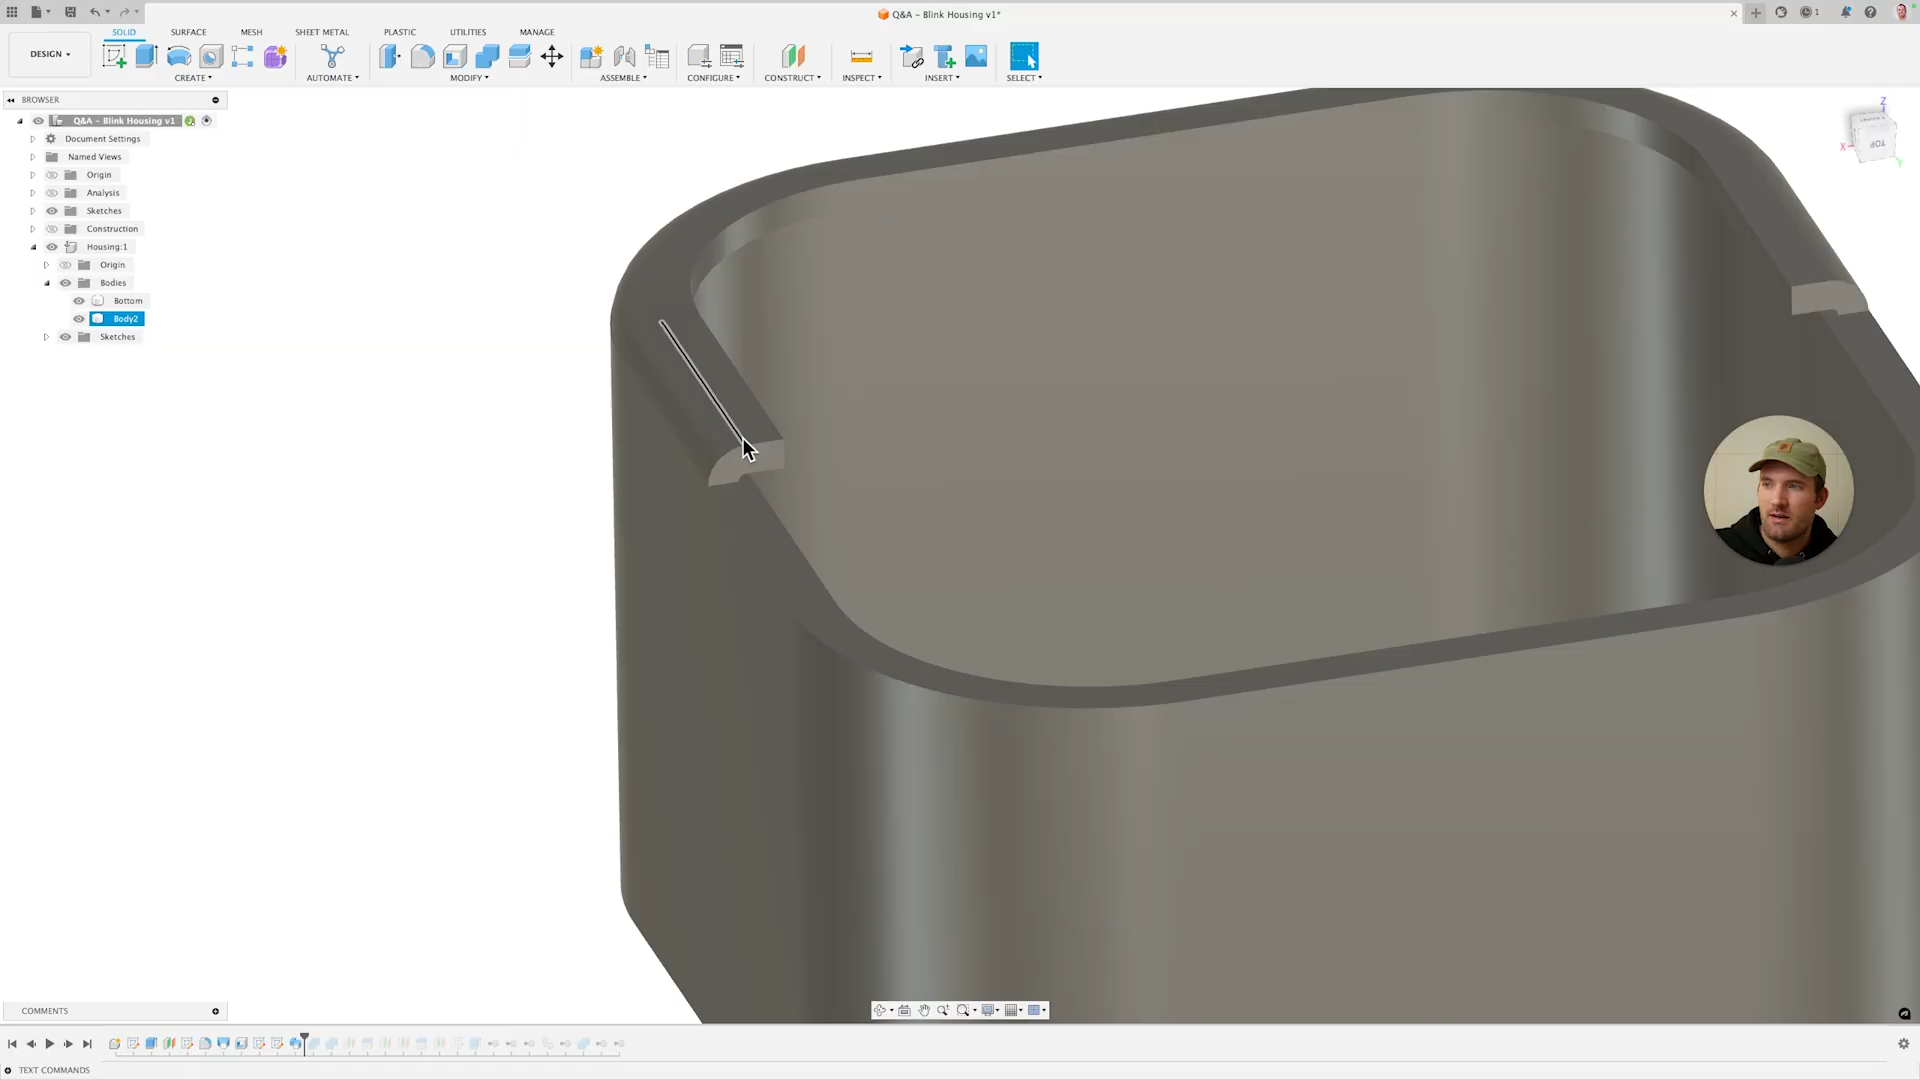 Q&A – Blink Housing v1*
1
DESIGN
SOLID
SURFACE
MESH
SHEET METAL
PLASTIC
UTILITIES
MANAGE
CREATE
AUTOMATE
MODIFY
ASSEMBLE
CONFIGURE
CONSTRUCT
INSPECT
INSERT
SELECT
BROWSER
Q&A – Blink Housing v1
Document Settings
Named Views
Origin
Analysis
Sketches
Construction
Housing:1
Origin
Bodies
Bottom
Body2
Sketches
Z
X
Y
TOP
COMMENTS
TEXT COMMANDS